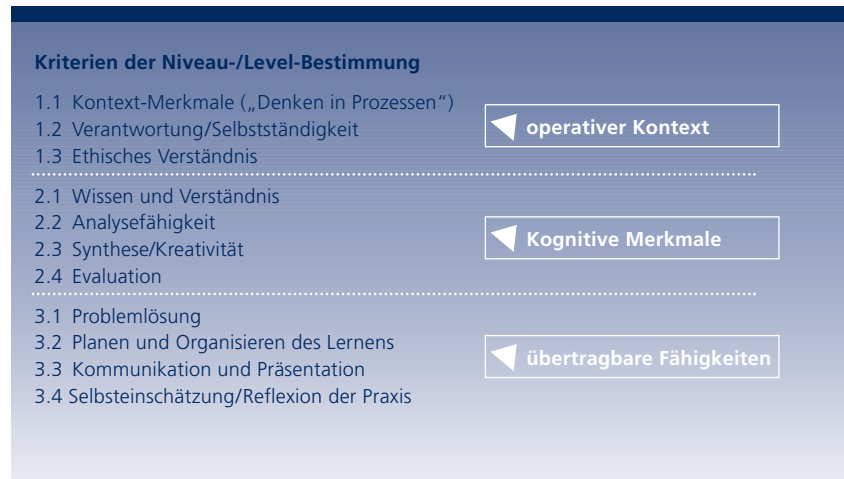 Kriterien der Niveau-/Level-Bestimmung
1.1 Kontext-Merkmale („Denken in Prozessen“)
1.2 Verantwortung/Selbstständigkeit
1.3 Ethisches Verständnis
operativer Kontext
2.1 Wissen und Verständnis
2.2 Analysefähigkeit
2.3 Synthese/Kreativität
2.4 Evaluation
Kognitive Merkmale
3.1 Problemlösung
3.2 Planen und Organisieren des Lernens
3.3 Kommunikation und Präsentation
3.4 Selbsteinschätzung/Reflexion der Praxis
übertragbare Fähigkeiten